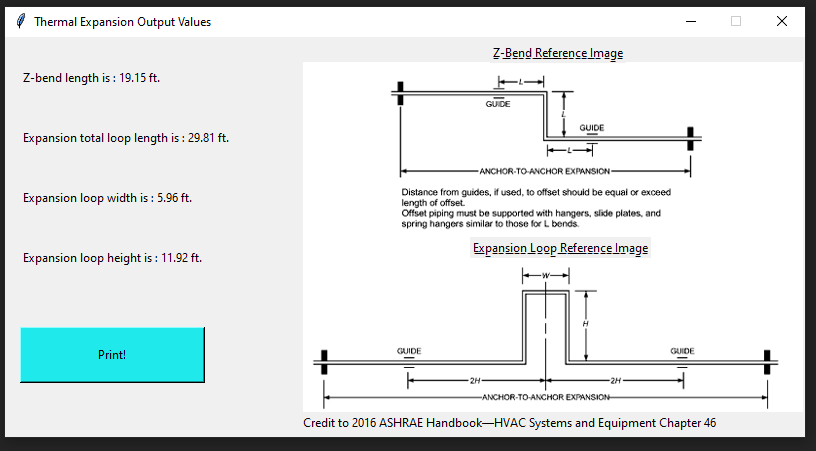 Thermal Expansion Output Values
Z-bend length is : 19.15 ft.
Expansion total loop length is : 29.81 ft.
Expansion loop width is : 5.96 ft.
Expansion loop height is : 11.92 ft.
Print!
Z-Bend Reference Image
L
GUIDE
L
GUIDE
L
ANCHOR-TO-ANCHOR EXPANSION
Distance from guides, if used, to offset should be equal or exceed
length of offset.
Offset piping must be supported with hangers, slide plates, and
spring hangers similar to those for L bends.
Expansion Loop Reference Image
W
H
GUIDE
GUIDE
2H
2H
ANCHOR-TO-ANCHOR EXPANSION
Credit to 2016 ASHRAE Handbook—HVAC Systems and Equipment Chapter 46